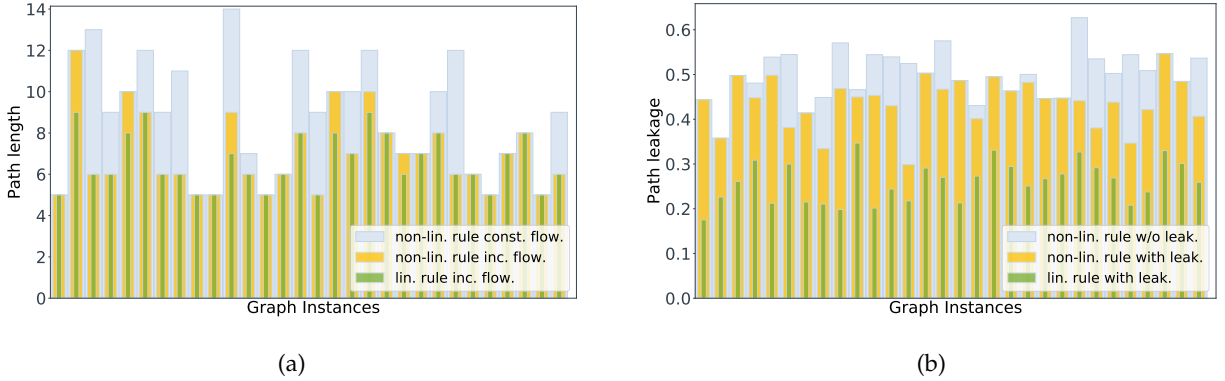 14
12
10
8
6
4
2
0
Path length
non-lin. rule const. flow.
non-lin. rule inc. flow.
lin. rule inc. flow.
Graph Instances
(a)
0.6
0.5
0.4
0.3
0.2
0.1
0.0
Path leakage
non-lin. rule w/o leak.
non-lin. rule with leak.
lin. rule with leak.
Graph Instances
(b)